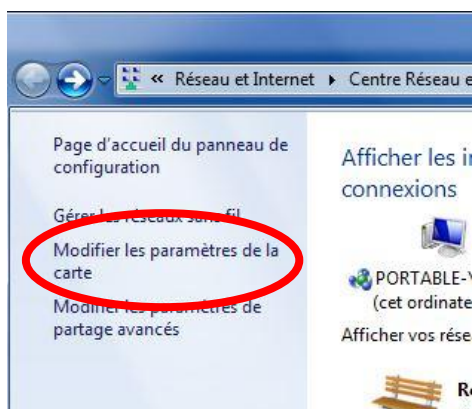 « Réseau et Internet ▸ Centre Réseau e
Page d'accueil du panneau de
configuration
Gérer les réseaux sans fil
Modifier les paramètres de la
carte
Modifier les paramètres de
partage avancés
Afficher les i
connexions
PORTABLE-
(cet ordinate
Afficher vos rése
R